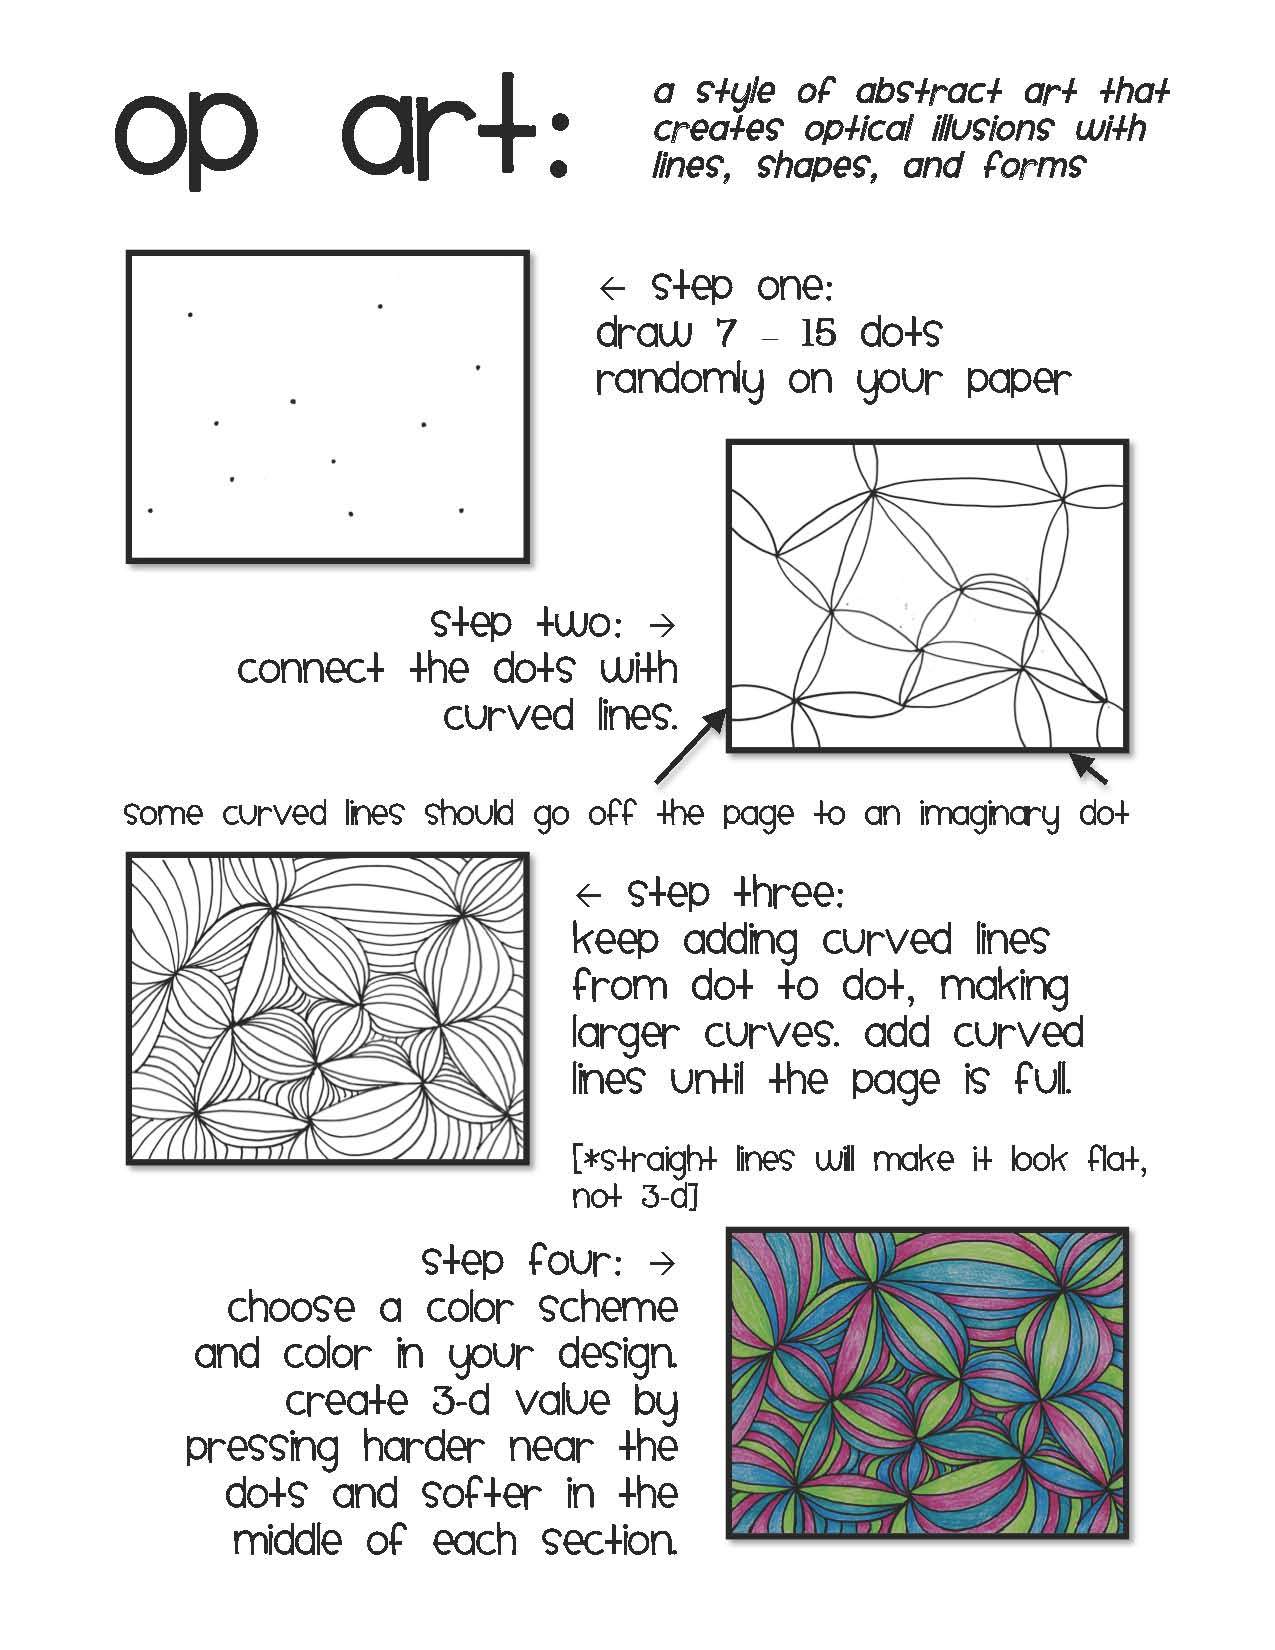 op art:
a style of abstract art that
creates optical illusions with
lines, shapes, and forms
← step one:
draw 7 – 15 dots
randomly on your paper
step two: →
connect the dots with
curved lines.
some curved lines should go off the page to an imaginary dot
← step three:
keep adding curved lines
from dot to dot, making
larger curves. add curved
lines until the page is full.
[*straight lines will make it look flat,
not 3-d]
step four: →
choose a color scheme
and color in your design.
create 3-d value by
pressing harder near the
dots and softer in the
middle of each section.